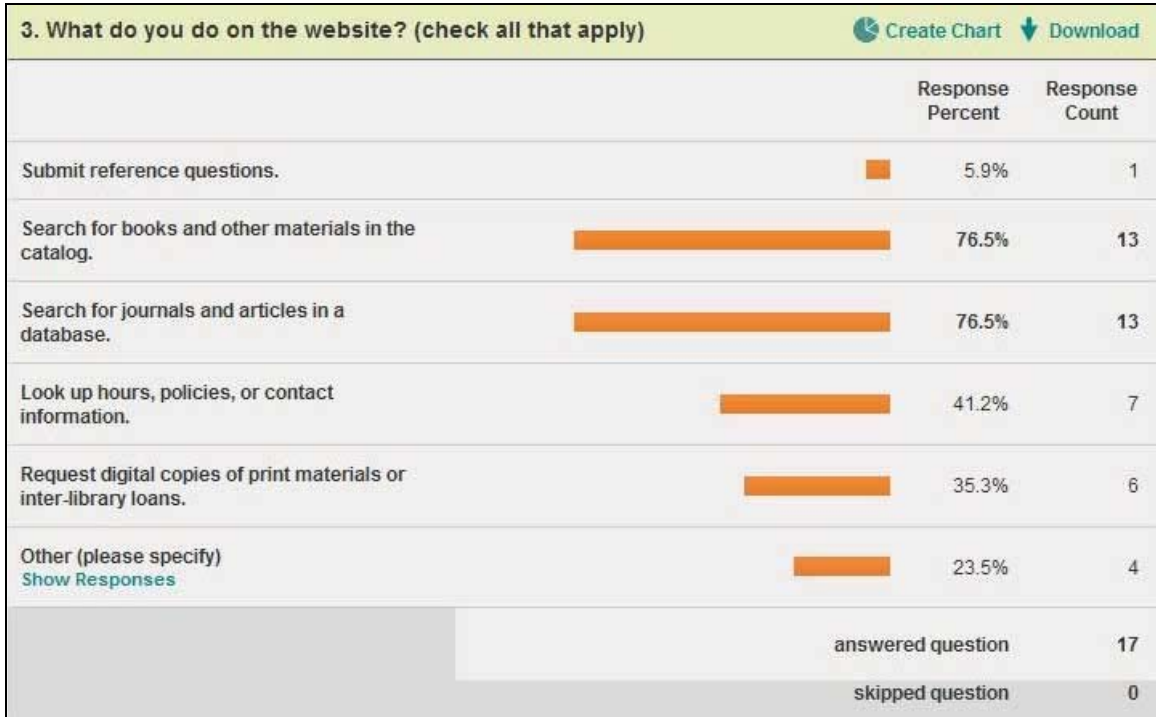 3. What do you do on the website? (check all that apply) Create Chart Download
Response Response
Percent Count
Submit reference questions. 5.9% 1
Search for books and other materials in the
catalog. 76.5% 13
Search for journals and articles in a
database. 76.5% 13
Look up hours, policies, or contact
information. 41.2% 7
Request digital copies of print materials or
inter-library loans. 35.3% 6
Other (please specify)
Show Responses 23.5% 4
answered question 17
skipped question 0